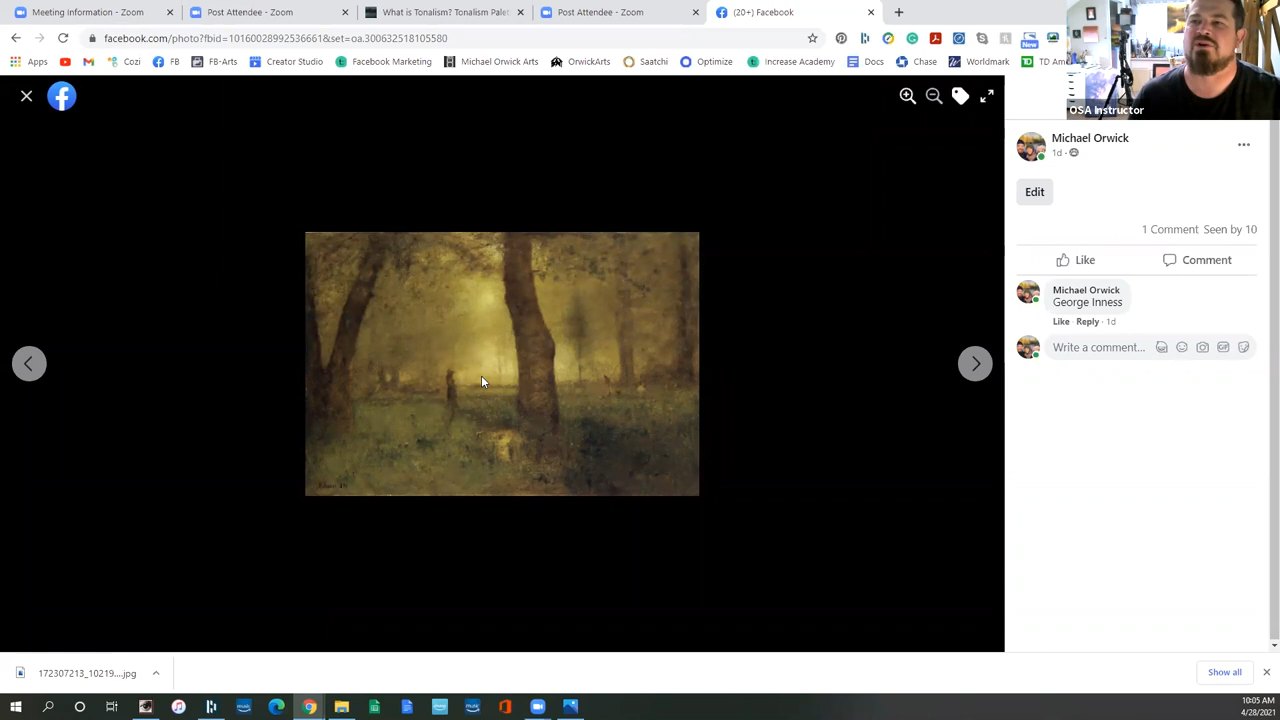 Meeting Information - Zoom
Post Attendee - Zoom
What is Tonalism? Tonalism Palet
Post Attendee - Zoom
(20+) Facebook
facebook.com/photo?fbid=10160028992536661&set=oa.300632518105580
New
Apps
Cozi
FB
FB-Arts
Creator Studio
Facebook Marketi
Michael Orwick Arts
OrwickArts
Saatchi
Optimize
Increase Academy
Docs
Chase
Worldmark
TD Am
OSA Instructor
Michael Orwick
1d
Edit
1 Comment Seen by 10
Like
Comment
Michael Orwick
George Inness
Like · Reply · 1d
Write a comment...
172307213_10219....jpg
Show all
10:05 AM
4/28/2021